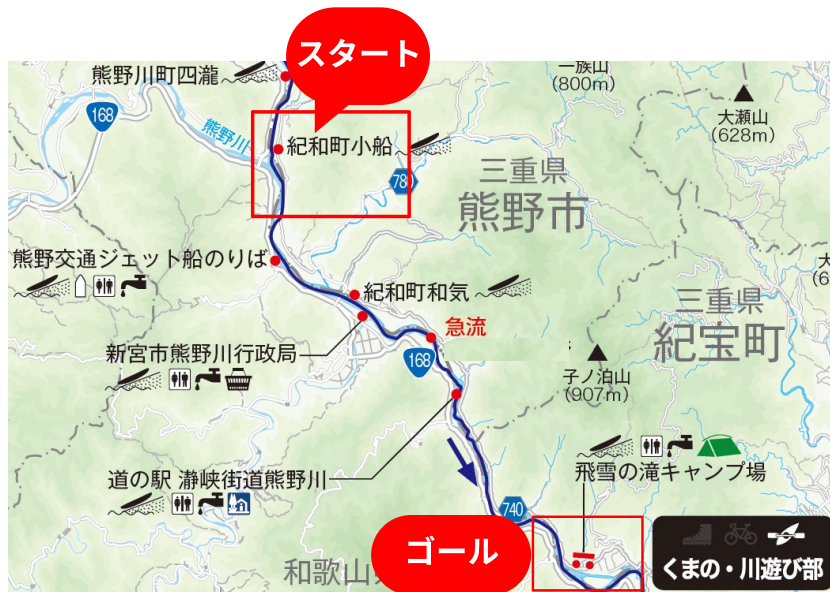 スタート
熊野川町四瀧
一族山
(800m)
大瀬山
(628m)
168
熊野川
紀和町小船
780
三重県
熊野市
熊野交通ジェット船のりば
紀和町和気
三重県
紀宝町
急流
新宮市熊野川行政局
168
子ノ泊山
(907m)
道の駅 瀞峡街道熊野川
飛雪の滝キャンプ場
740
ゴール
和歌山
くまの・川遊び部